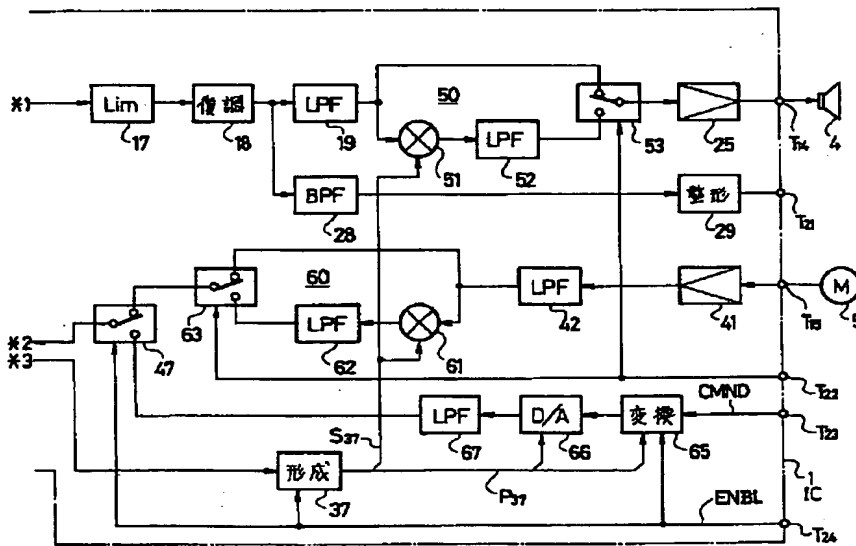 *1
Lim
17
復調
18
LPF
19
50
51
LPF
52
53
25
T14
4
BPF
28
整形
29
T21
60
63
LPF
62
61
LPF
42
41
T15
M
5
*2
*3
47
T22
CMND
T23
S37
LPF
67
D/A
66
変換
65
形成
37
P37
ENBL
1
IC
T24